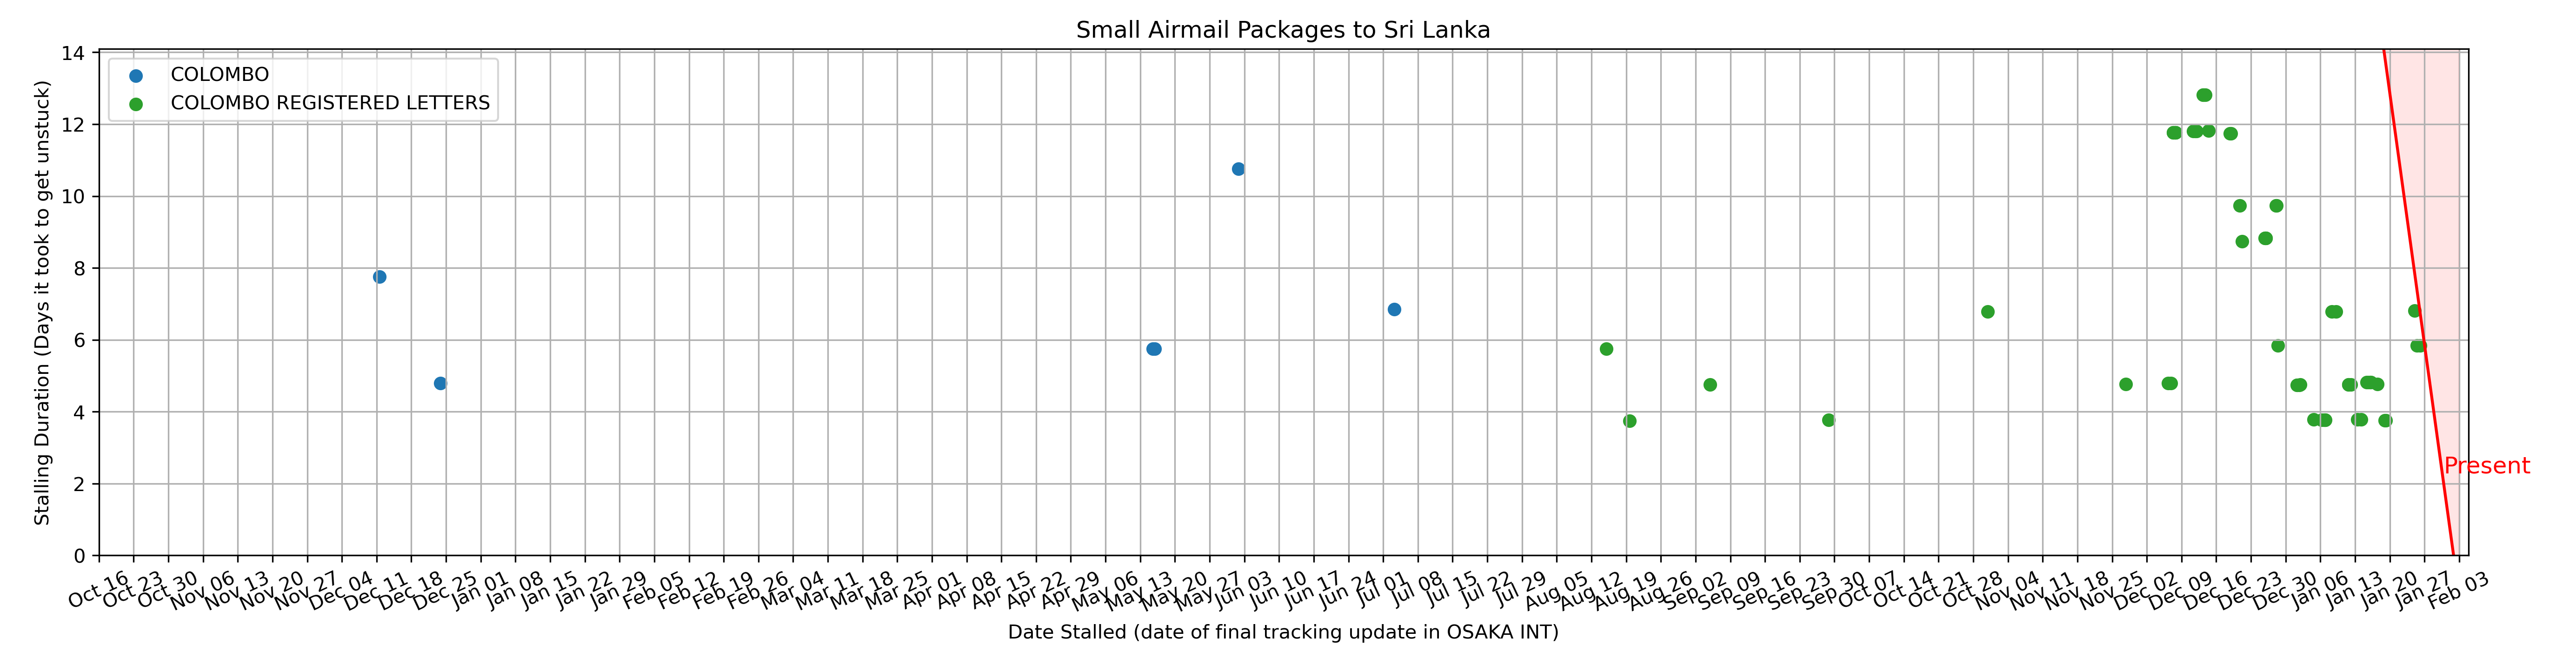 Small Airmail Packages to Sri Lanka
COLOMBO
COLOMBO REGISTERED LETTERS
Stalling Duration (Days it took to get unstuck)
14
12
10
8
6
4
2
0
Present
Oct 16
Oct 23
Oct 30
Nov 06
Nov 13
Nov 20
Nov 27
Dec 04
Dec 11
Dec 18
Dec 25
Jan 01
Jan 08
Jan 15
Jan 22
Jan 29
Feb 05
Feb 12
Feb 19
Feb 26
Mar 04
Mar 11
Mar 18
Mar 25
Apr 01
Apr 08
Apr 15
Apr 22
Apr 29
May 06
May 13
May 20
May 27
Jun 03
Jun 10
Jun 17
Jun 24
Jul 01
Jul 08
Jul 15
Jul 22
Jul 29
Aug 05
Aug 12
Aug 19
Aug 26
Sep 02
Sep 09
Sep 16
Sep 23
Sep 30
Oct 07
Oct 14
Oct 21
Oct 28
Nov 04
Nov 11
Nov 18
Nov 25
Dec 02
Dec 09
Dec 16
Dec 23
Dec 30
Jan 06
Jan 13
Jan 20
Jan 27
Feb 03
Date Stalled (date of final tracking update in OSAKA INT)